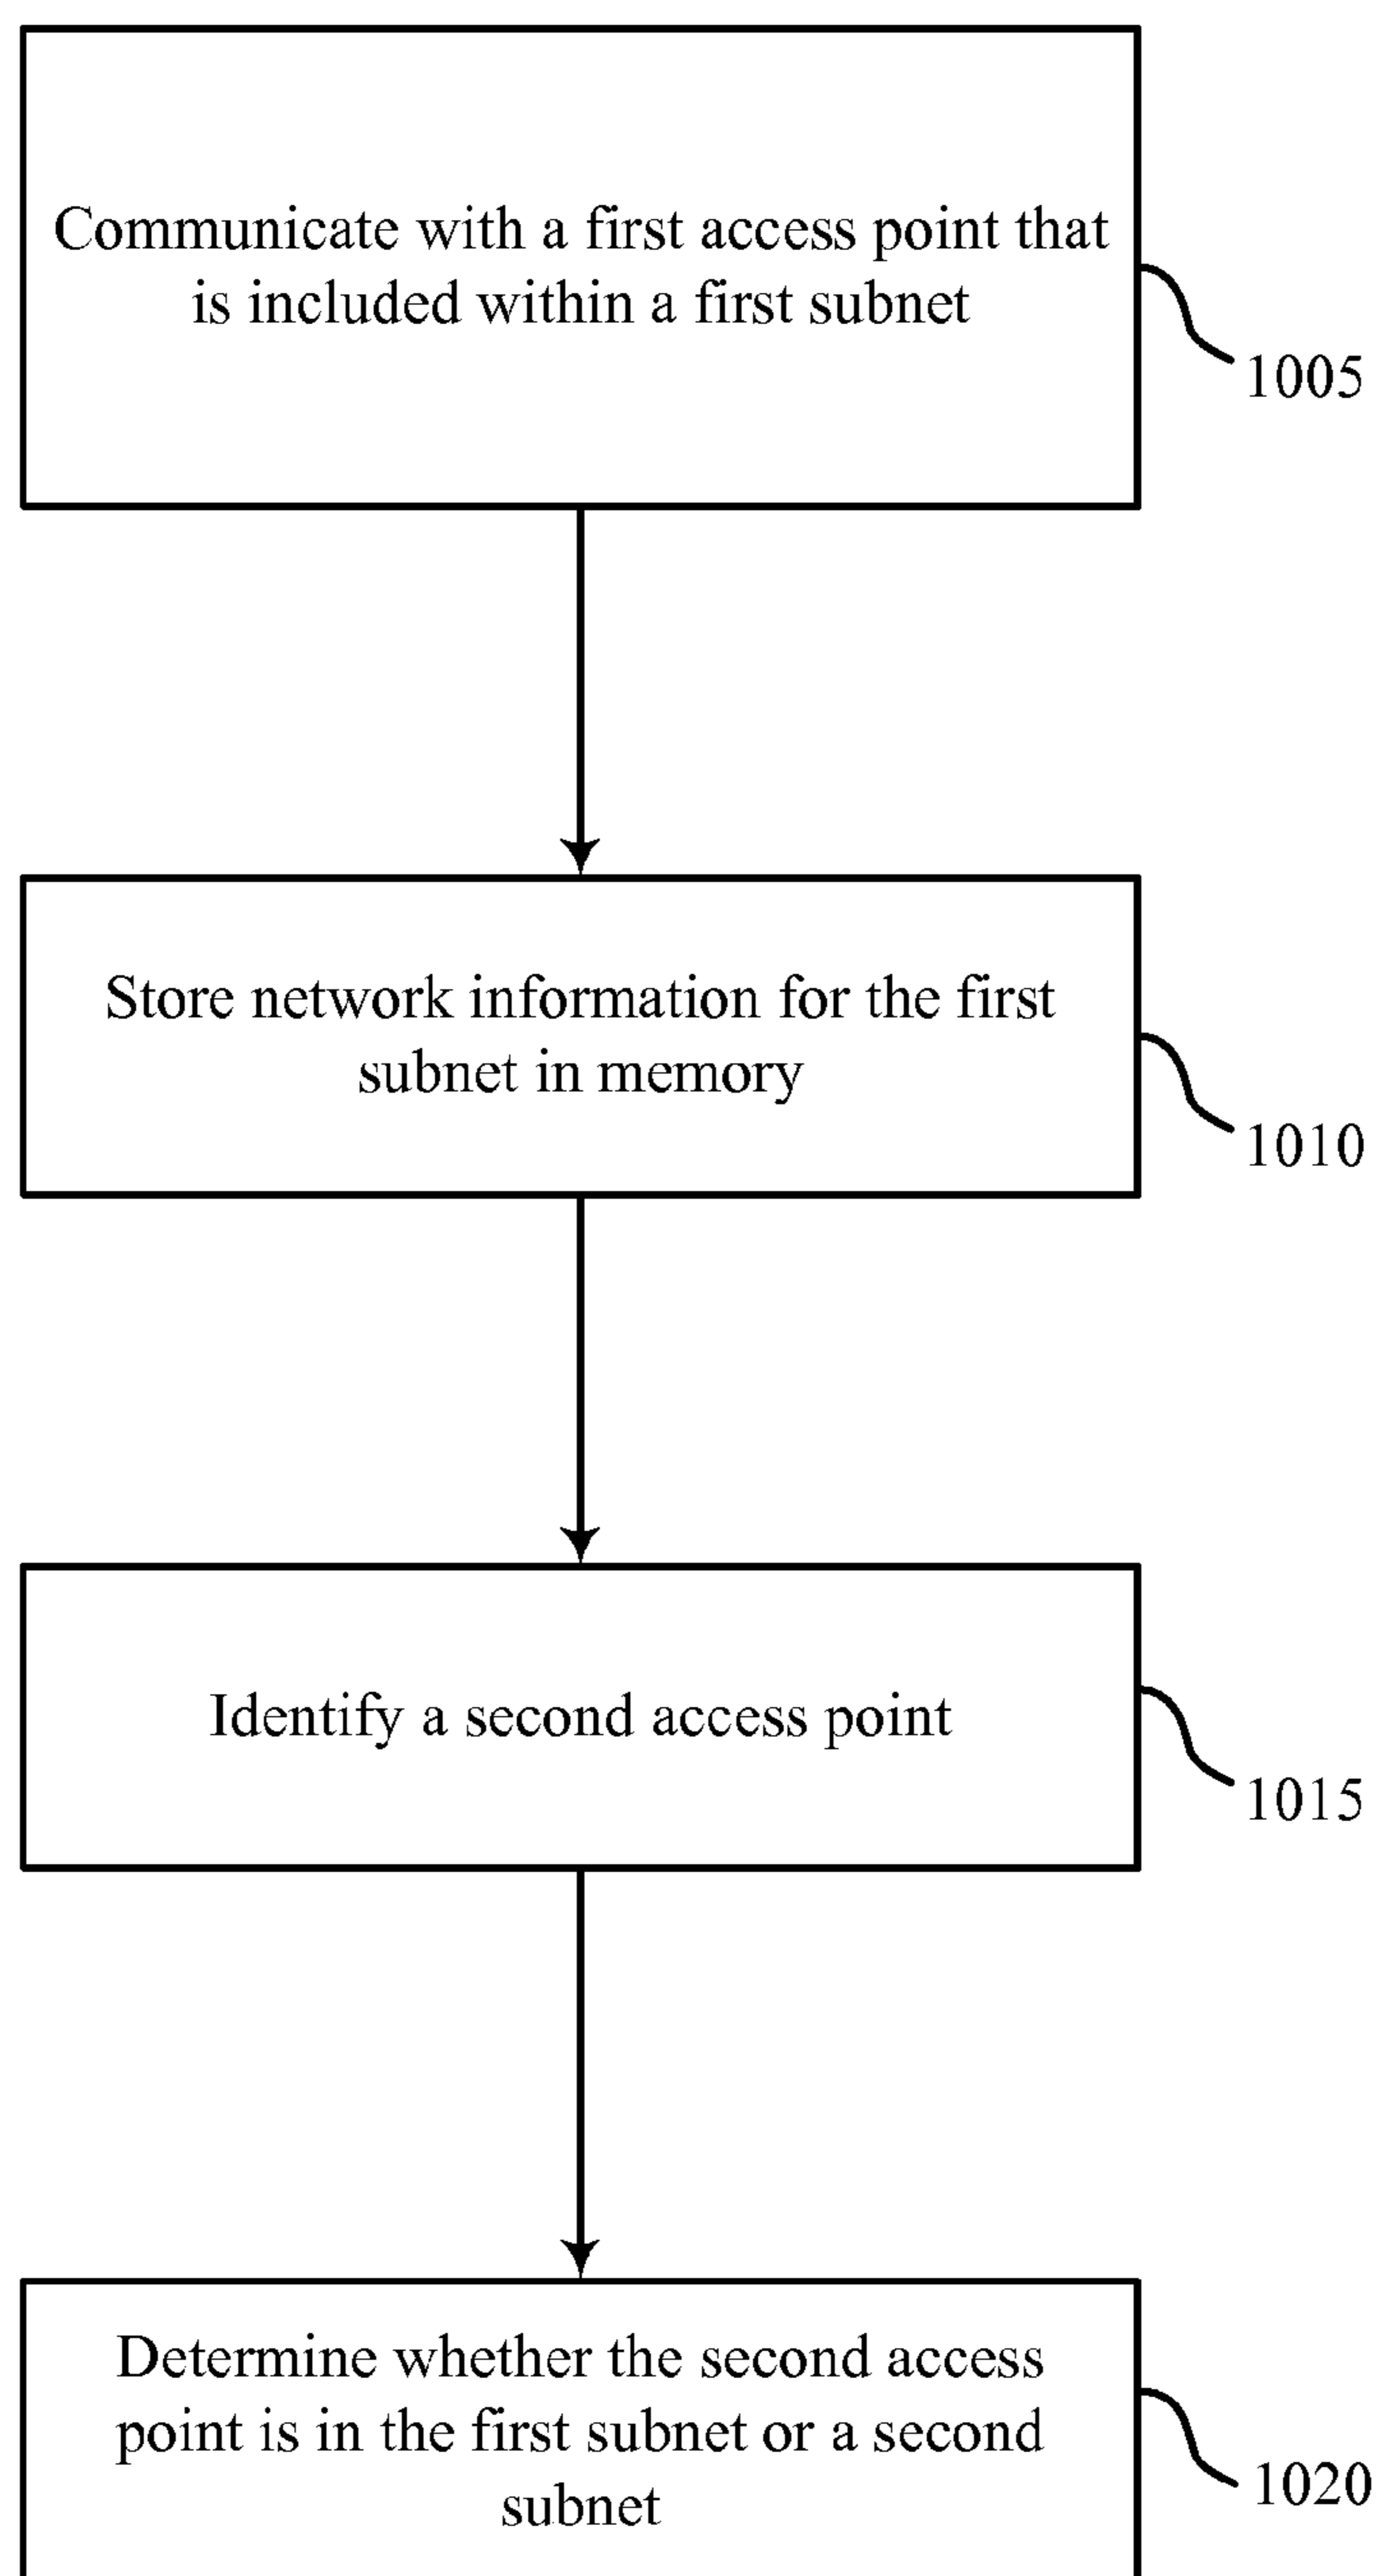 Communicate with a first access point that
is included within a first subnet
1005
Store network information for the first
subnet in memory
1010
Identify a second access point
1015
Determine whether the second access
point is in the first subnet or a second
subnet
1020